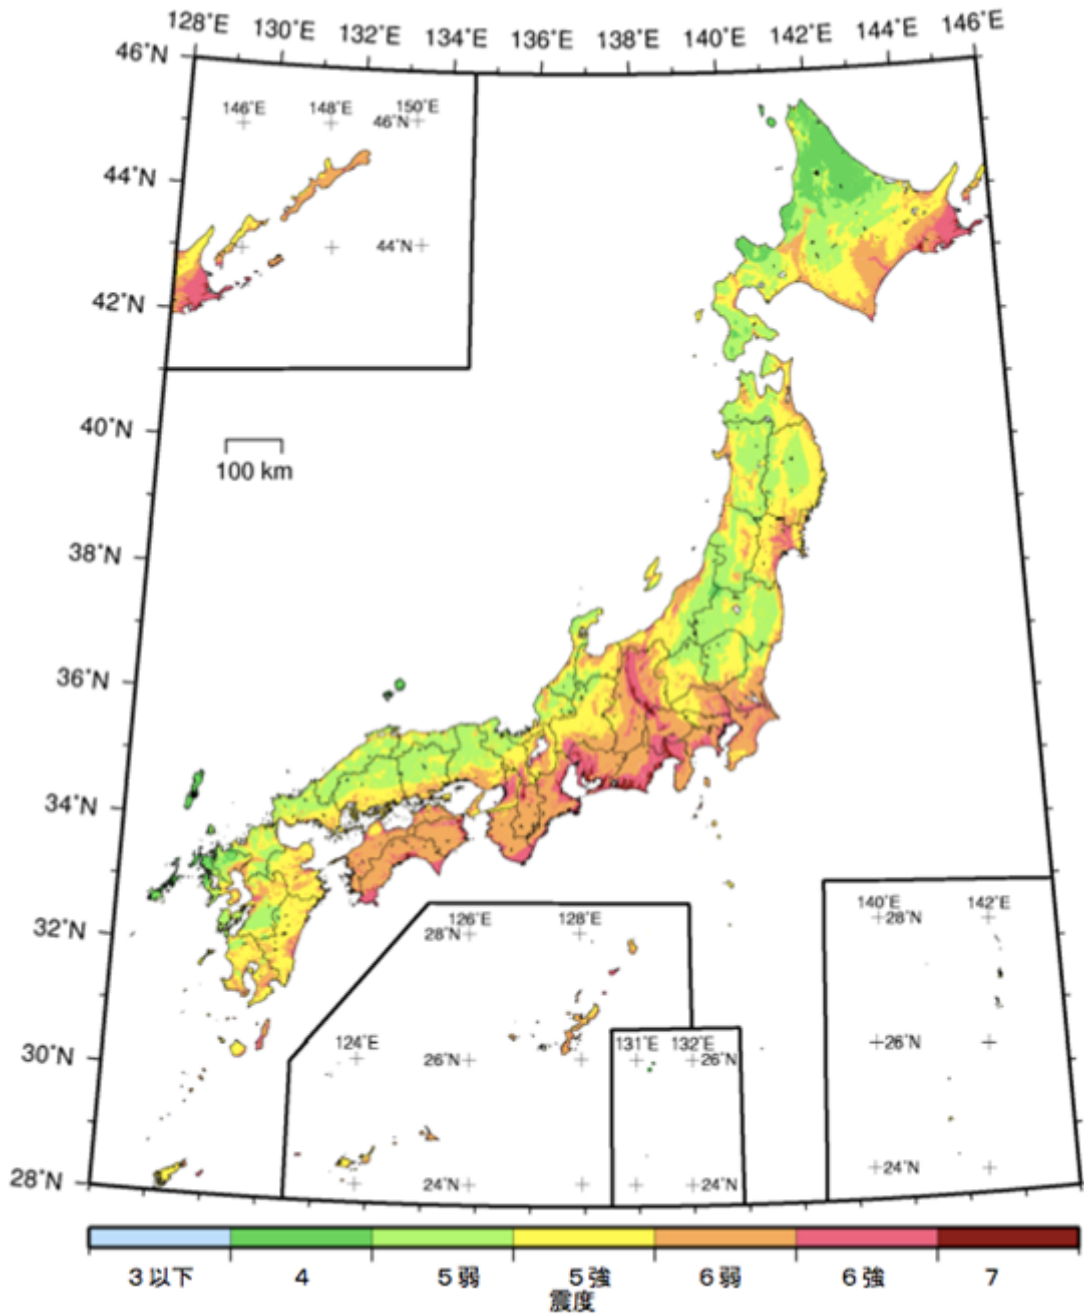 128˚E 130˚E 132˚E 134˚E 136˚E 138˚E 140˚E 142˚E 144˚E 146˚E
46˚N
146˚E 148˚E 150˚E
46˚N
44˚N
44˚N
42˚N
40˚N
100 km
38˚N
36˚N
34˚N
32˚N
126˚E 128˚E
28˚N
140˚E 142˚E
28˚N
30˚N
124˚E
26˚N
131˚E 132˚E
26˚N
26˚N
28˚N
24˚N
24˚N
24˚N
3以下 4 5弱 5強 6弱 6強 7
震度